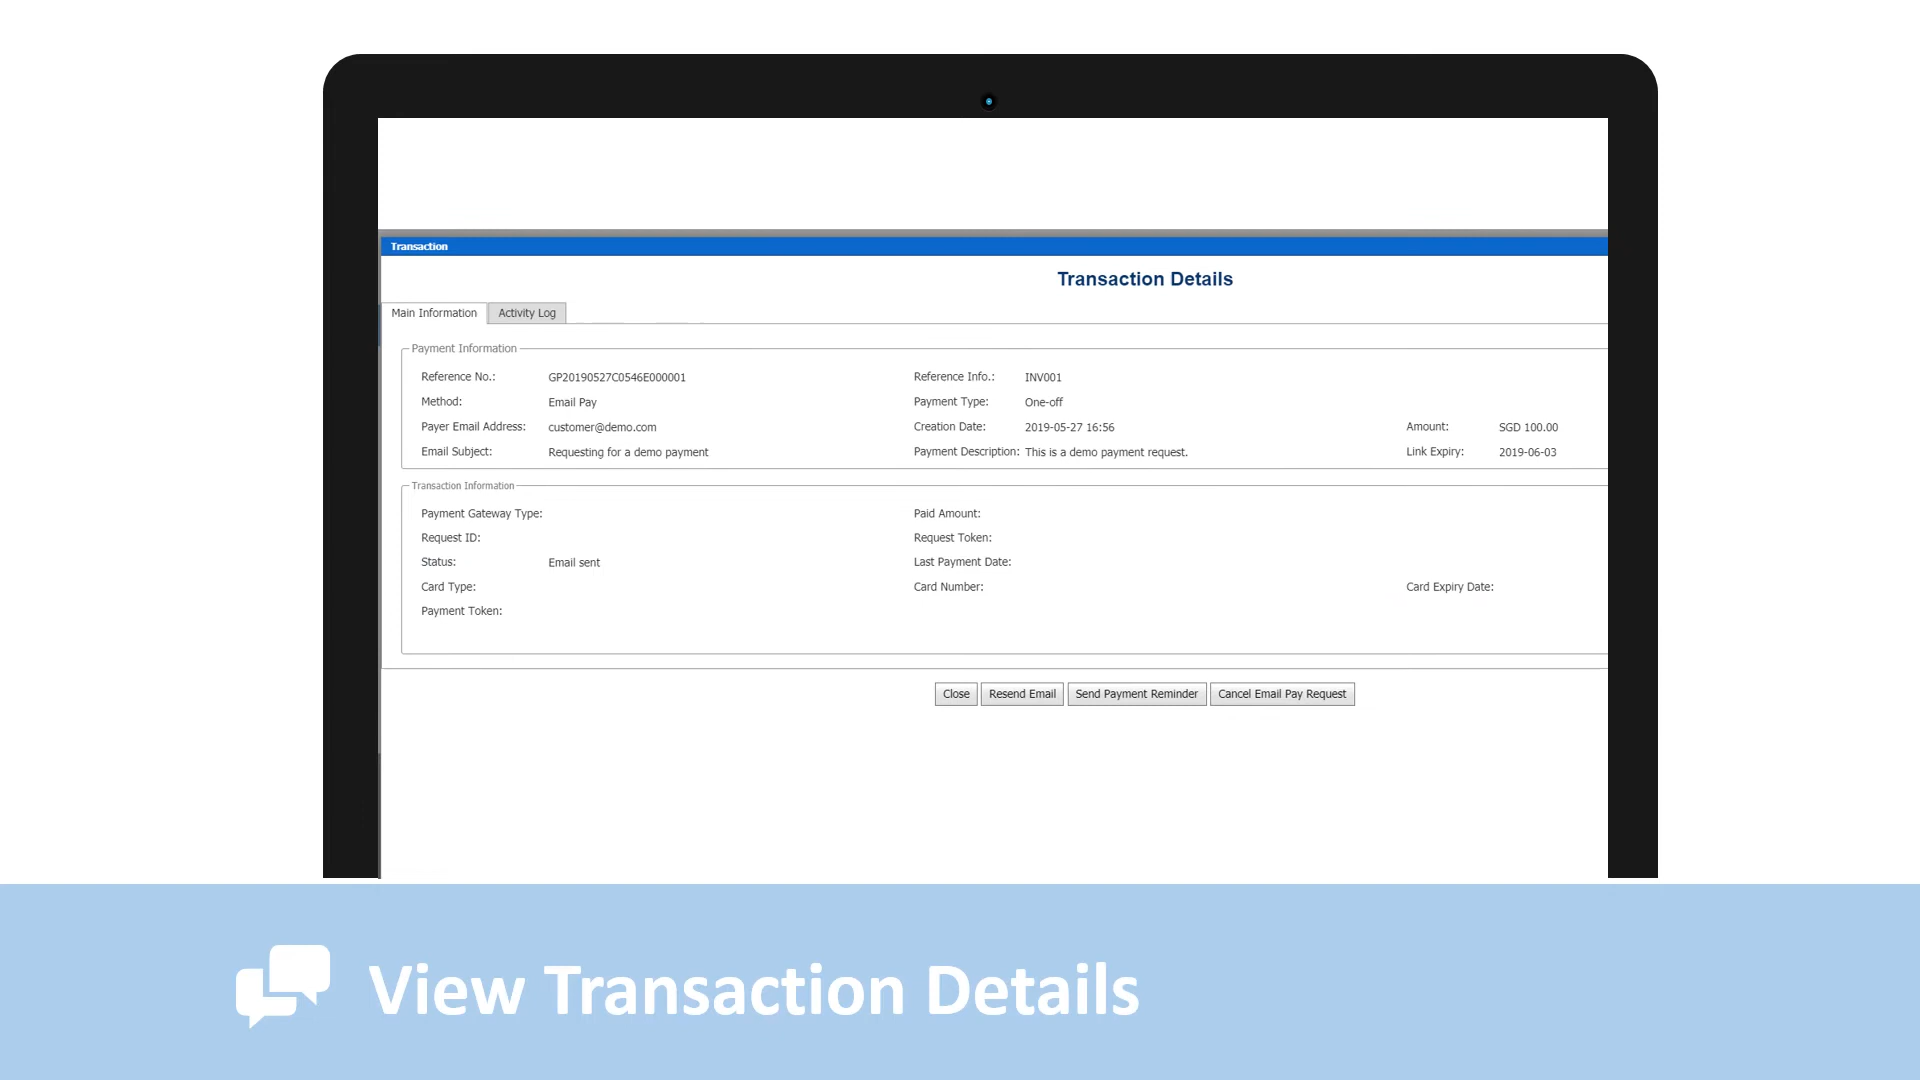 Transaction
Transaction Details
Main Information Activity Log
Payment Information
Reference No.: GP20190527C0546E000001 Reference Info.: INV001
Method: Email Pay Payment Type: One-off
Payer Email Address: customer@demo.com Creation Date: 2019-05-27 16:56 Amount: SGD 100.00
Email Subject: Requesting for a demo payment Payment Description: This is a demo payment request. Link Expiry: 2019-06-03
Transaction Information
Payment Gateway Type: Paid Amount:
Request ID: Request Token:
Status: Email sent Last Payment Date:
Card Type: Card Number: Card Expiry Date:
Payment Token:
Close Resend Email Send Payment Reminder Cancel Email Pay Request
View Transaction Details